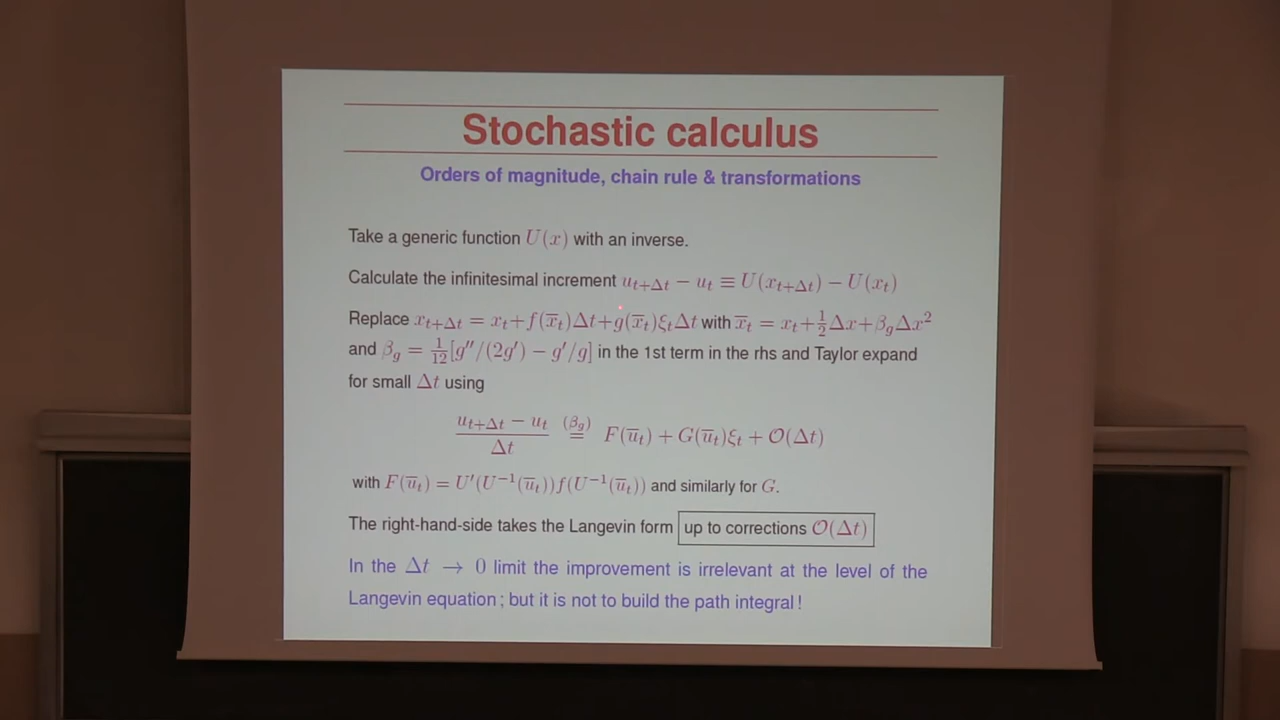 Stochastic calculus
Orders of magnitude, chain rule & transformations
Take a generic function U(x) with an inverse.
Calculate the infinitesimal increment u_{t+Δt} − u_t ≡ U(x_{t+Δt}) − U(x_t)
Replace x_{t+Δt} = x_t + f(x̄_t)Δt + g(x̄_t)ξ_tΔt with x̄_t = x_t + ½Δx + β_gΔx²
and β_g = 1/12[g″/(2g′) − g′/g] in the 1st term in the rhs and Taylor expand
for small Δt using
(u_{t+Δt} − u_t)/Δt (β_g)= F(ū_t) + G(ū_t)ξ_t + O(Δt)
with F(ū_t) = U′(U⁻¹(ū_t))f(U⁻¹(ū_t)) and similarly for G.
The right-hand-side takes the Langevin form up to corrections O(Δt)
In the Δt → 0 limit the improvement is irrelevant at the level of the
Langevin equation ; but it is not to build the path integral !